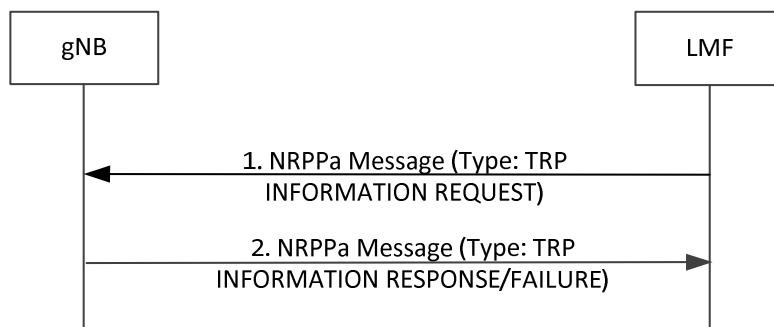 gNB
LMF
1. NRPPa Message (Type: TRP
INFORMATION REQUEST)
2. NRPPa Message (Type: TRP
INFORMATION RESPONSE/FAILURE)